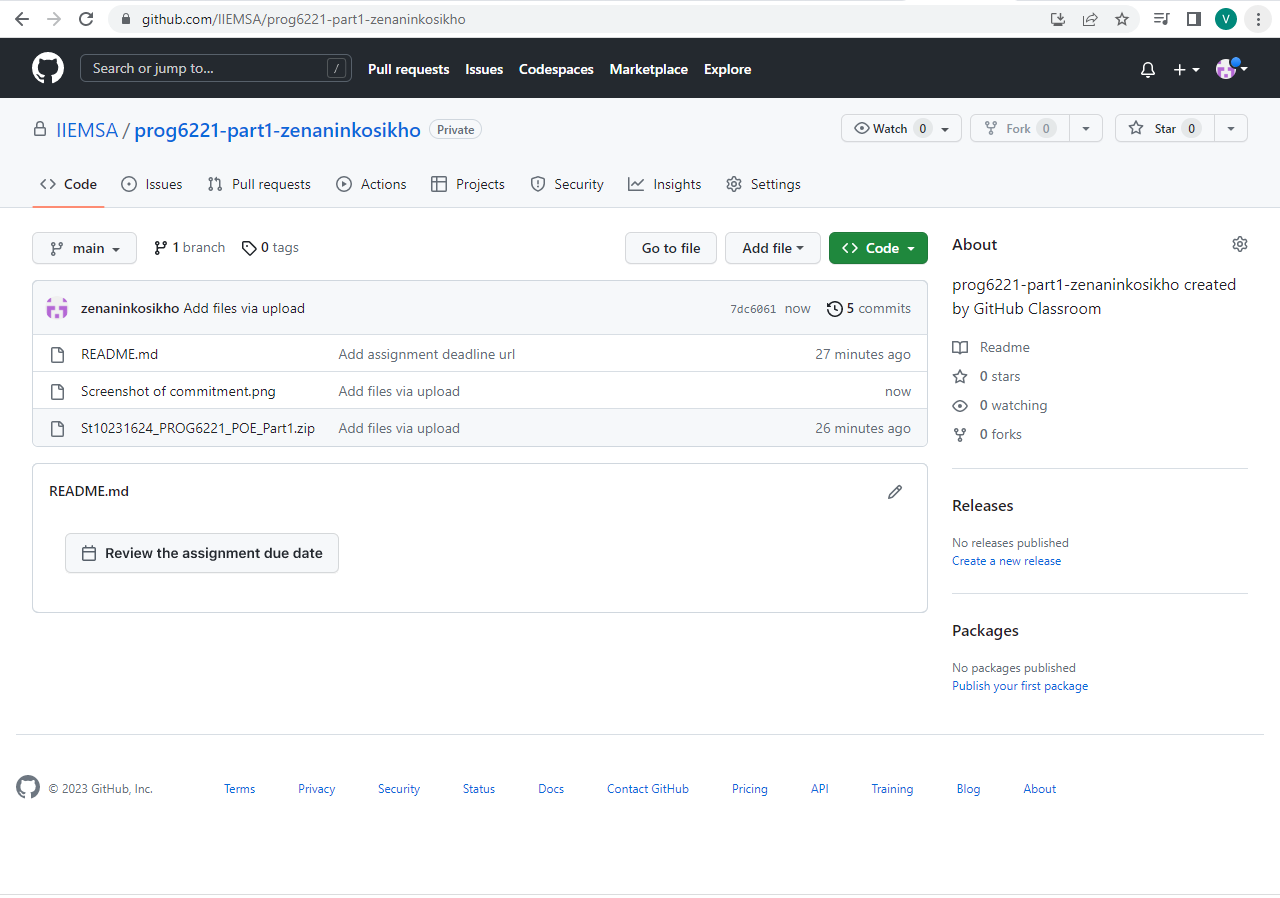 github.com/IIEMSA/prog6221-part1-zenaninkosikho
V
Search or jump to... /
Pull requests Issues Codespaces Marketplace Explore
IIEMSA / prog6221-part1-zenaninkosikho Private
Watch 0 Fork 0 Star 0
Code Issues Pull requests Actions Projects Security Insights Settings
main 1 branch 0 tags Go to file Add file Code
zenaninkosikho Add files via upload 7dc6061 now 5 commits
README.md Add assignment deadline url 27 minutes ago
Screenshot of commitment.png Add files via upload now
St10231624_PROG6221_POE_Part1.zip Add files via upload 26 minutes ago
README.md
Review the assignment due date
About
prog6221-part1-zenaninkosikho created
by GitHub Classroom
Readme
0 stars
0 watching
0 forks
Releases
No releases published
Create a new release
Packages
No packages published
Publish your first package
© 2023 GitHub, Inc. Terms Privacy Security Status Docs Contact GitHub Pricing API Training Blog About